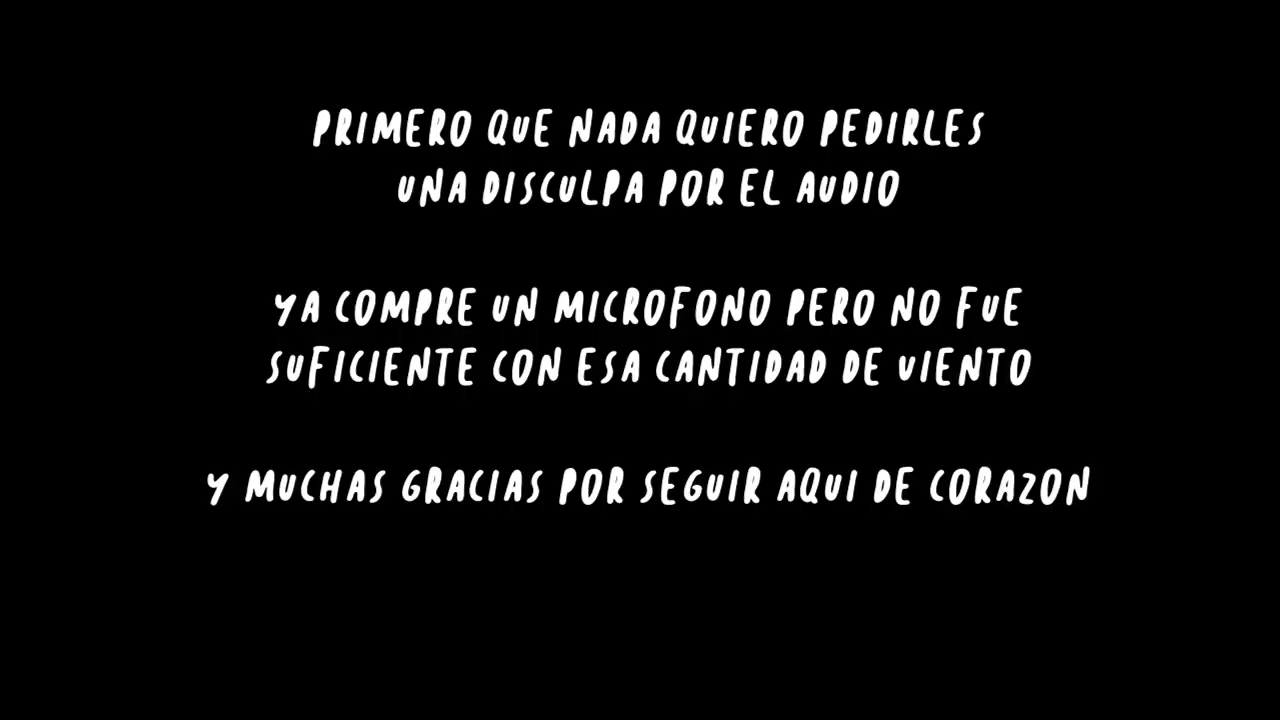 PRIMERO QUE NADA QUIERO PEDIRLES
UNA DISCULPA POR EL AUDIO
YA COMPRE UN MICROFONO PERO NO FUE
SUFICIENTE CON ESA CANTIDAD DE VIENTO
Y MUCHAS GRACIAS POR SEGUIR AQUI DE CORAZON